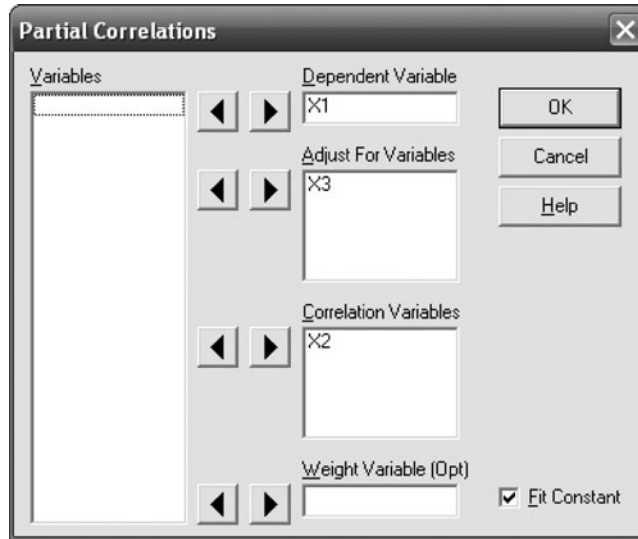 Partial Correlations
Variables
Dependent Variable
X1
Adjust For Variables
X3
Correlation Variables
X2
Weight Variable (Opt)
OK
Cancel
Help
Fit Constant